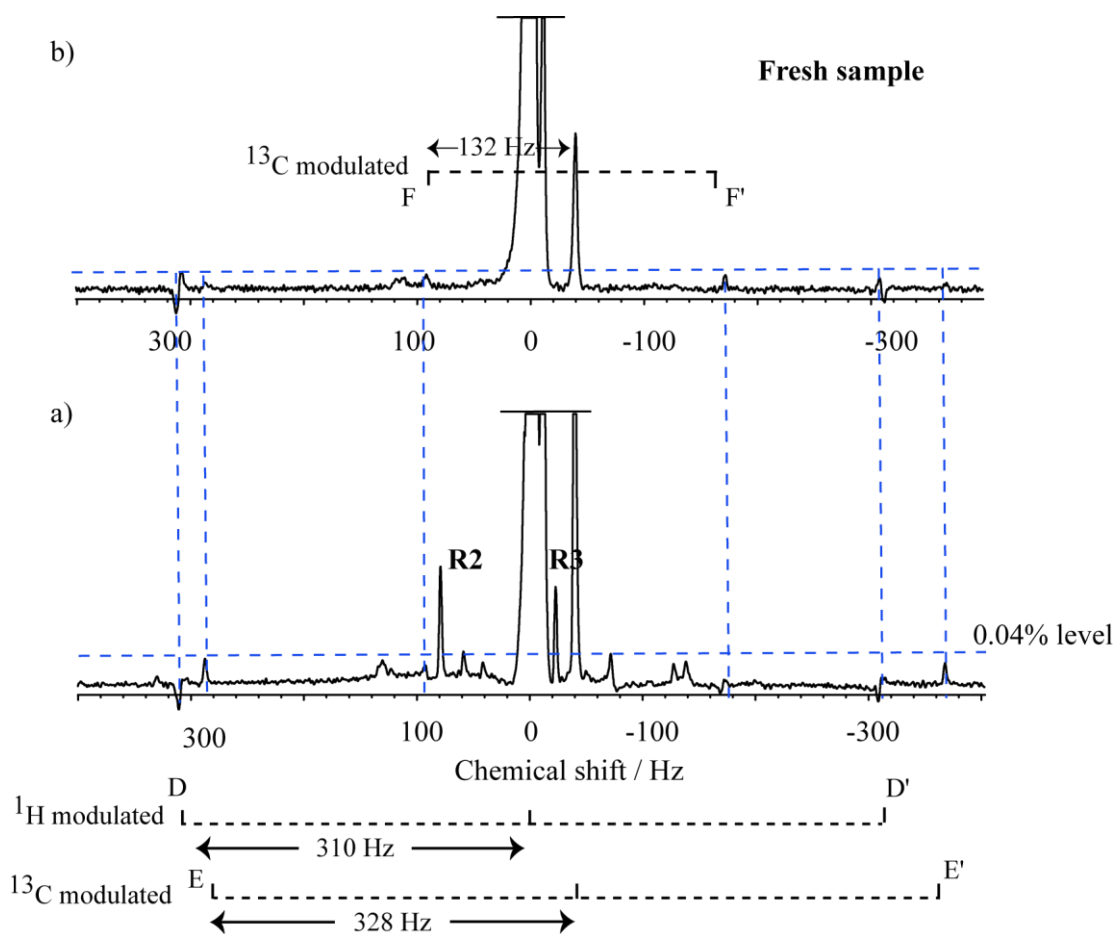 b)
Fresh sample
132 Hz
13C modulated
F
F'
300
100
0
-100
-300
a)
R2
R3
0.04% level
300
100
0
-100
-300
Chemical shift / Hz
D
D'
1H modulated
310 Hz
13C modulated
E
E'
328 Hz